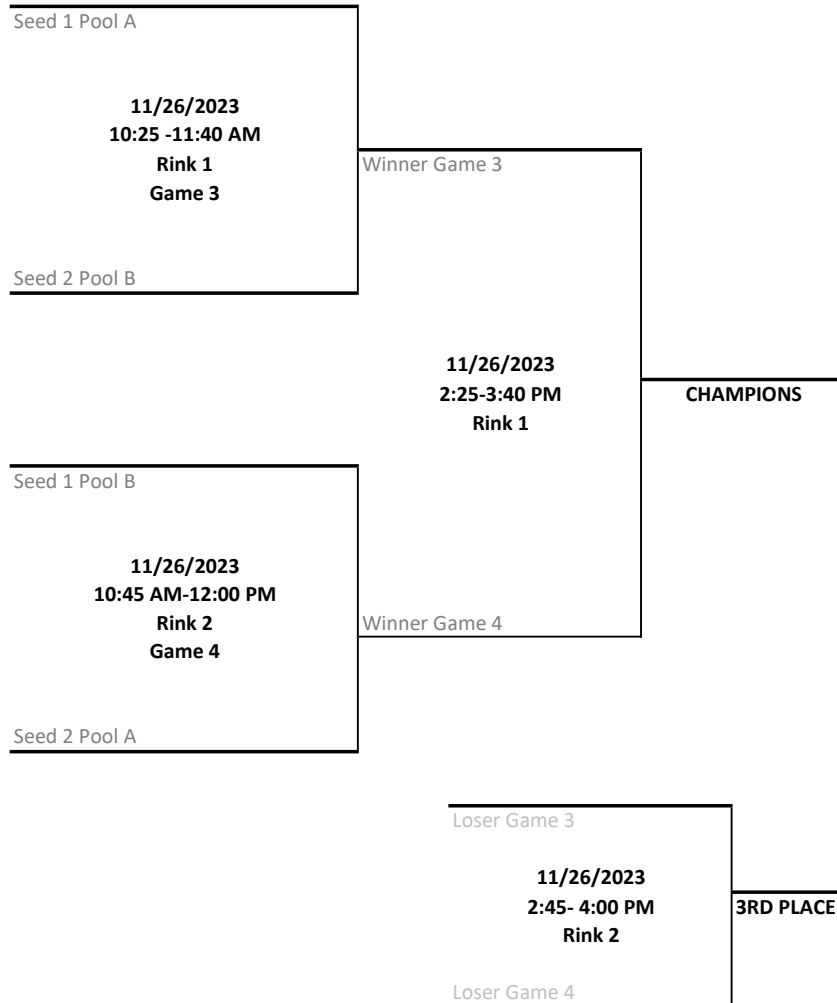 Seed 1 Pool A
11/26/2023
10:25 -11:40 AM
Rink 1
Game 3
Winner Game 3
Seed 2 Pool B
11/26/2023
2:25-3:40 PM
Rink 1
CHAMPIONS
Seed 1 Pool B
11/26/2023
10:45 AM-12:00 PM
Rink 2
Game 4
Winner Game 4
Seed 2 Pool A
Loser Game 3
11/26/2023
2:45- 4:00 PM
Rink 2
3RD PLACE
Loser Game 4